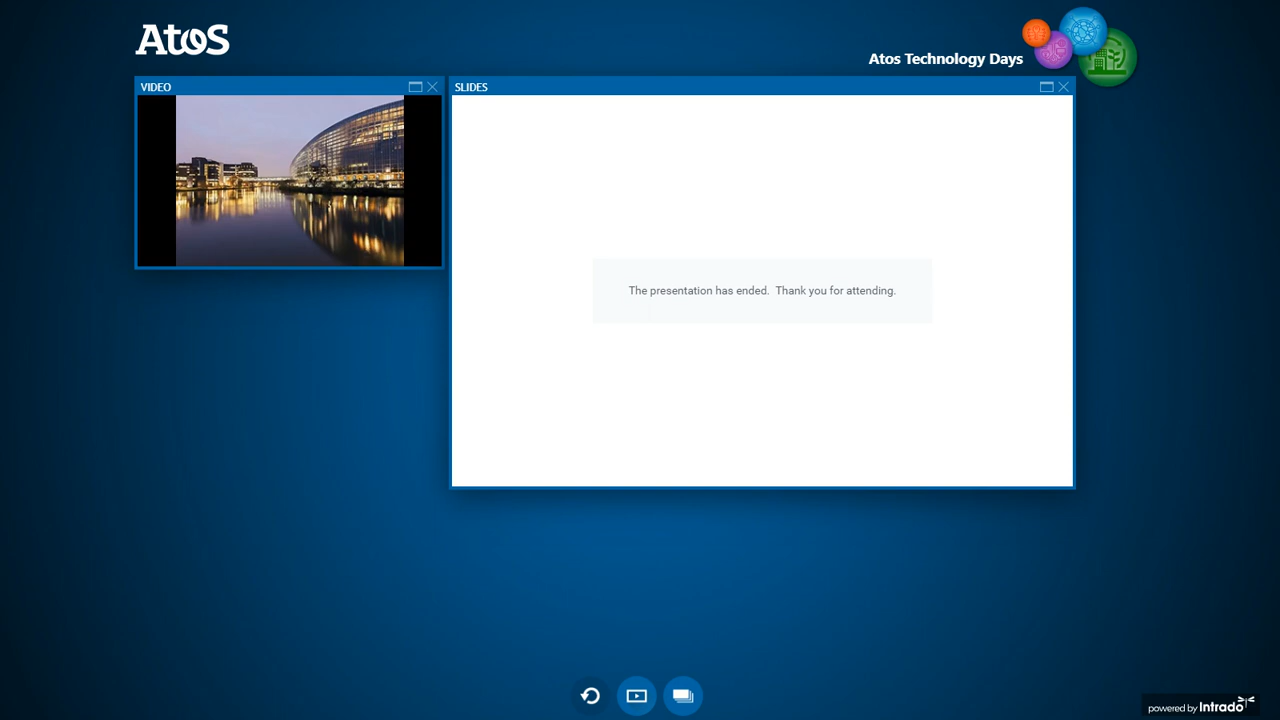 Atos
Atos Technology Days
VIDEO
SLIDES
The presentation has ended.  Thank you for attending.
powered by Intrado